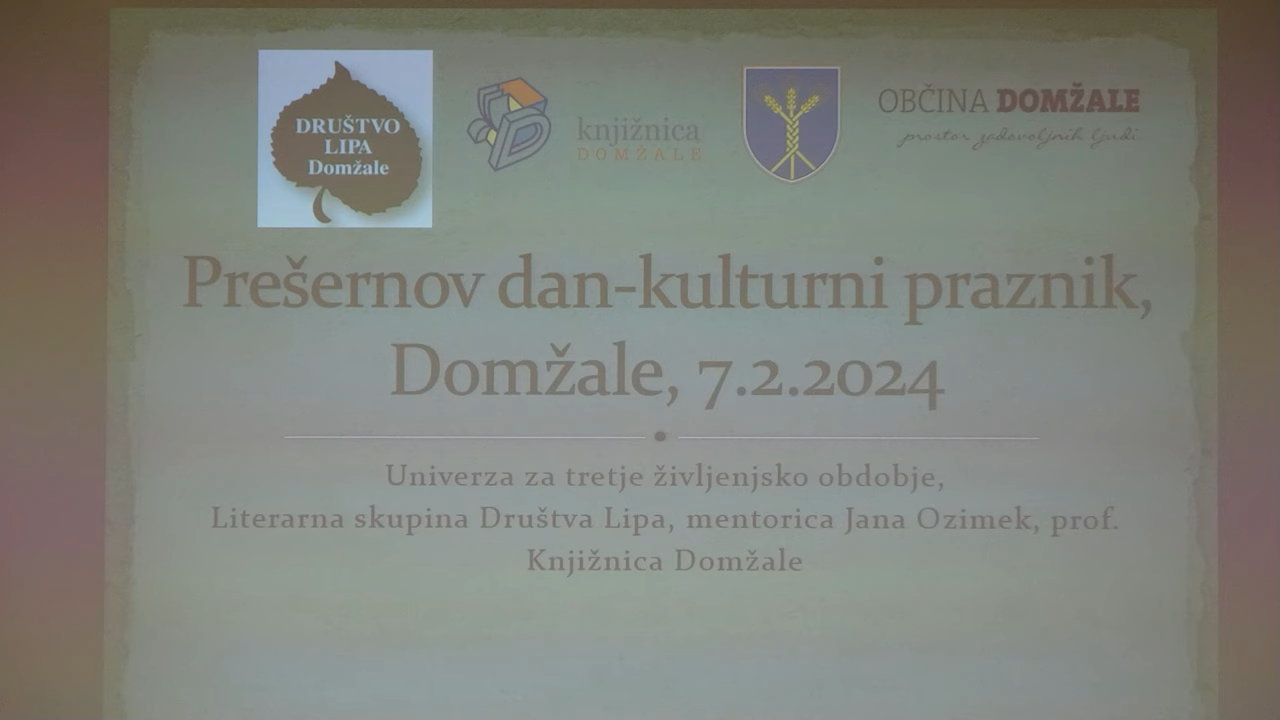 DRUŠTVO
LIPA
Domžale
knjižnica
DOMŽALE
OBČINA DOMŽALE
prostor zadovoljnih ljudi
Prešernov dan-kulturni praznik,
Domžale, 7.2.2024
Univerza za tretje življenjsko obdobje,
Literarna skupina Društva Lipa, mentorica Jana Ozimek, prof.
Knjižnica Domžale